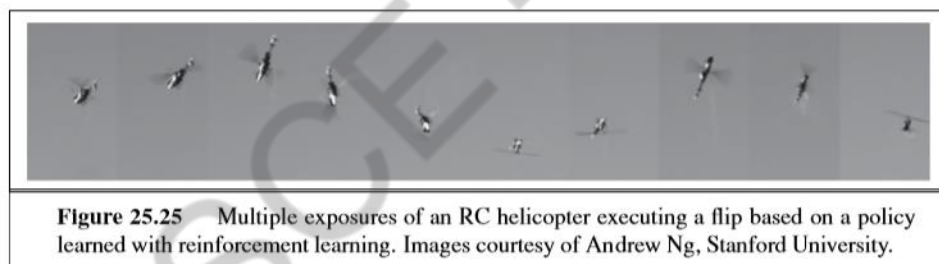 Figure 25.25 Multiple exposures of an RC helicopter executing a flip based on a policy
learned with reinforcement learning. Images courtesy of Andrew Ng, Stanford University.
SCE